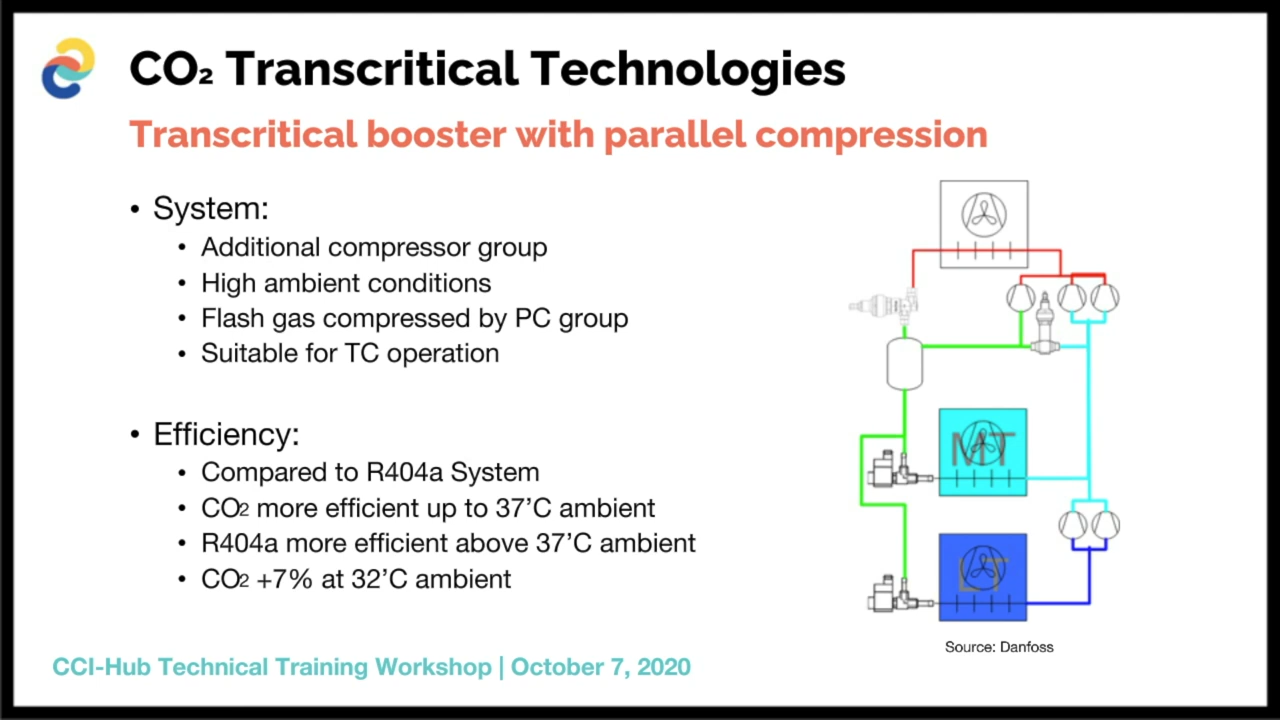 CO₂ Transcritical Technologies
Transcritical booster with parallel compression
• System:
• Additional compressor group
• High ambient conditions
• Flash gas compressed by PC group
• Suitable for TC operation
• Efficiency:
• Compared to R404a System
• CO₂ more efficient up to 37'C ambient
• R404a more efficient above 37'C ambient
• CO₂ +7% at 32'C ambient
MT
LT
Source: Danfoss
CCI-Hub Technical Training Workshop | October 7, 2020